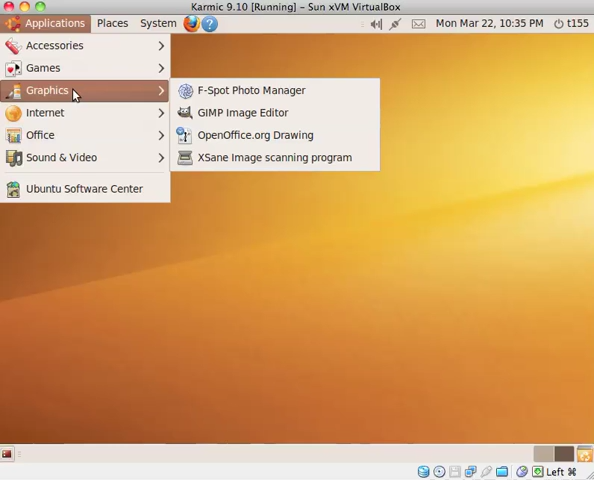 Karmic 9.10 [Running] – Sun xVM VirtualBox
Applications Places System ? Mon Mar 22, 10:35 PM t155
Accessories
Games
Graphics
Internet
Office
Sound & Video
Ubuntu Software Center
F-Spot Photo Manager
GIMP Image Editor
OpenOffice.org Drawing
XSane Image scanning program
Left ⌘